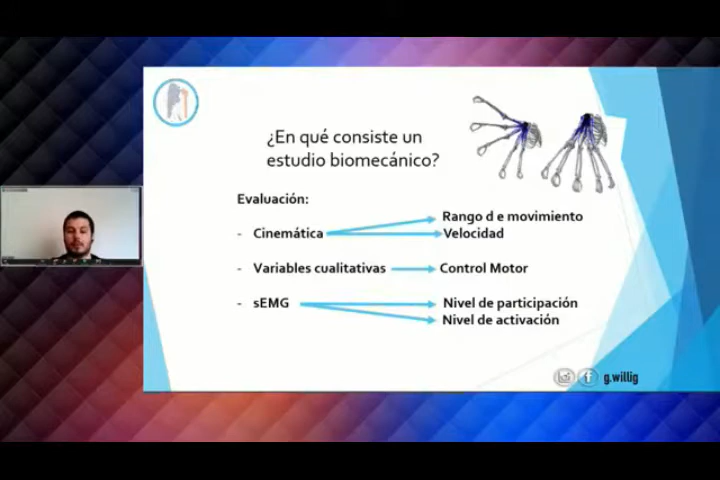 ¿En qué consiste un
estudio biomecánico?
Evaluación:
- Cinemática
Rango d e movimiento
Velocidad
- Variables cualitativas
Control Motor
- sEMG
Nivel de participación
Nivel de activación
g.willig